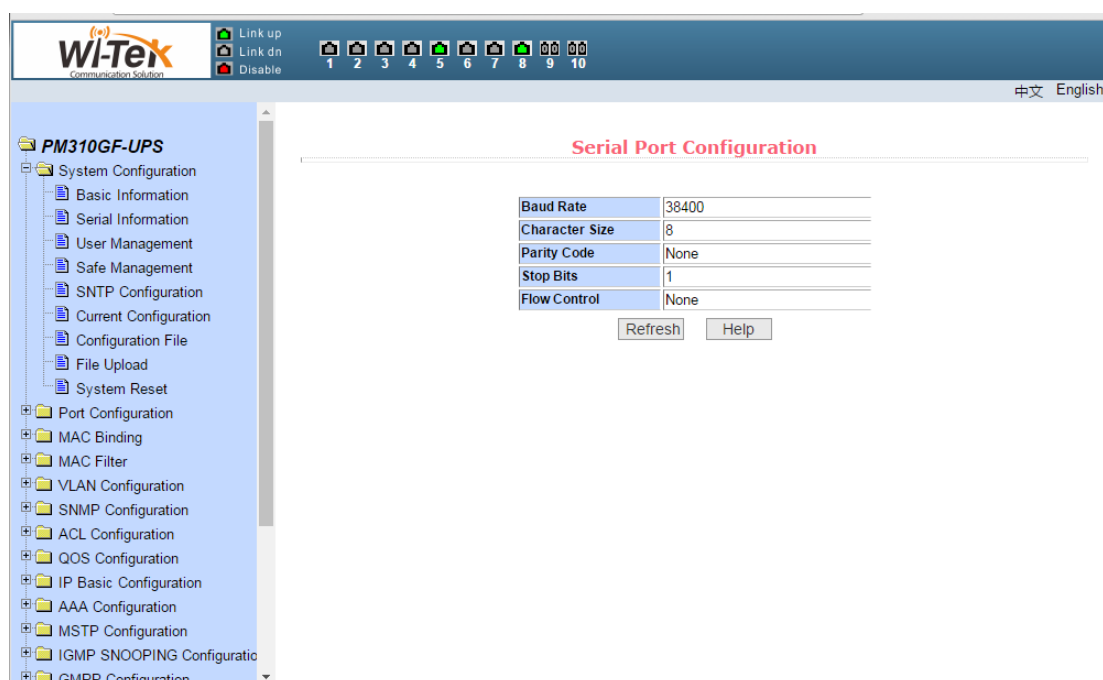 WI-TeK
Communication Solution
Link up
Link dn
Disable
1 2 3 4 5 6 7 8 9 10
中文 English
PM310GF-UPS
System Configuration
Basic Information
Serial Information
User Management
Safe Management
SNTP Configuration
Current Configuration
Configuration File
File Upload
System Reset
Port Configuration
MAC Binding
MAC Filter
VLAN Configuration
SNMP Configuration
ACL Configuration
QOS Configuration
IP Basic Configuration
AAA Configuration
MSTP Configuration
IGMP SNOOPING Configuratio
GMRP Configuration
Serial Port Configuration
Baud Rate 38400
Character Size 8
Parity Code None
Stop Bits 1
Flow Control None
Refresh Help